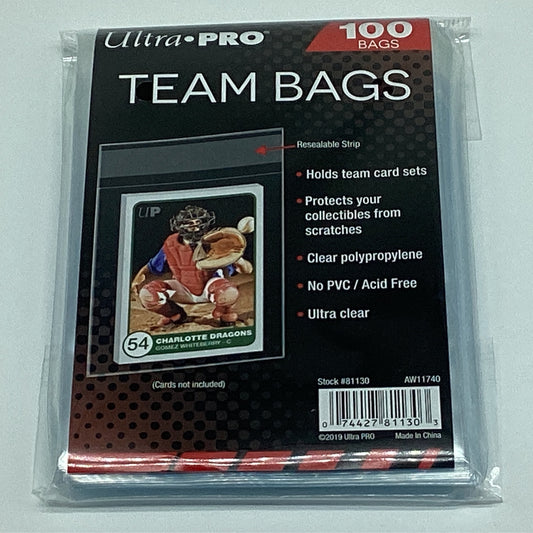 Ultra•PRO
100
BAGS
TEAM BAGS
Resealable Strip
• Holds team card sets
• Protects your
collectibles from
scratches
• Clear polypropylene
• No PVC / Acid Free
• Ultra clear
UP
54
CHARLOTTE DRAGONS
GOMEZ WHITEBERRY - C
(Cards not included)
Stock #81130
AW11740
0 74427 81130 3
©2019 Ultra PRO
Made In China